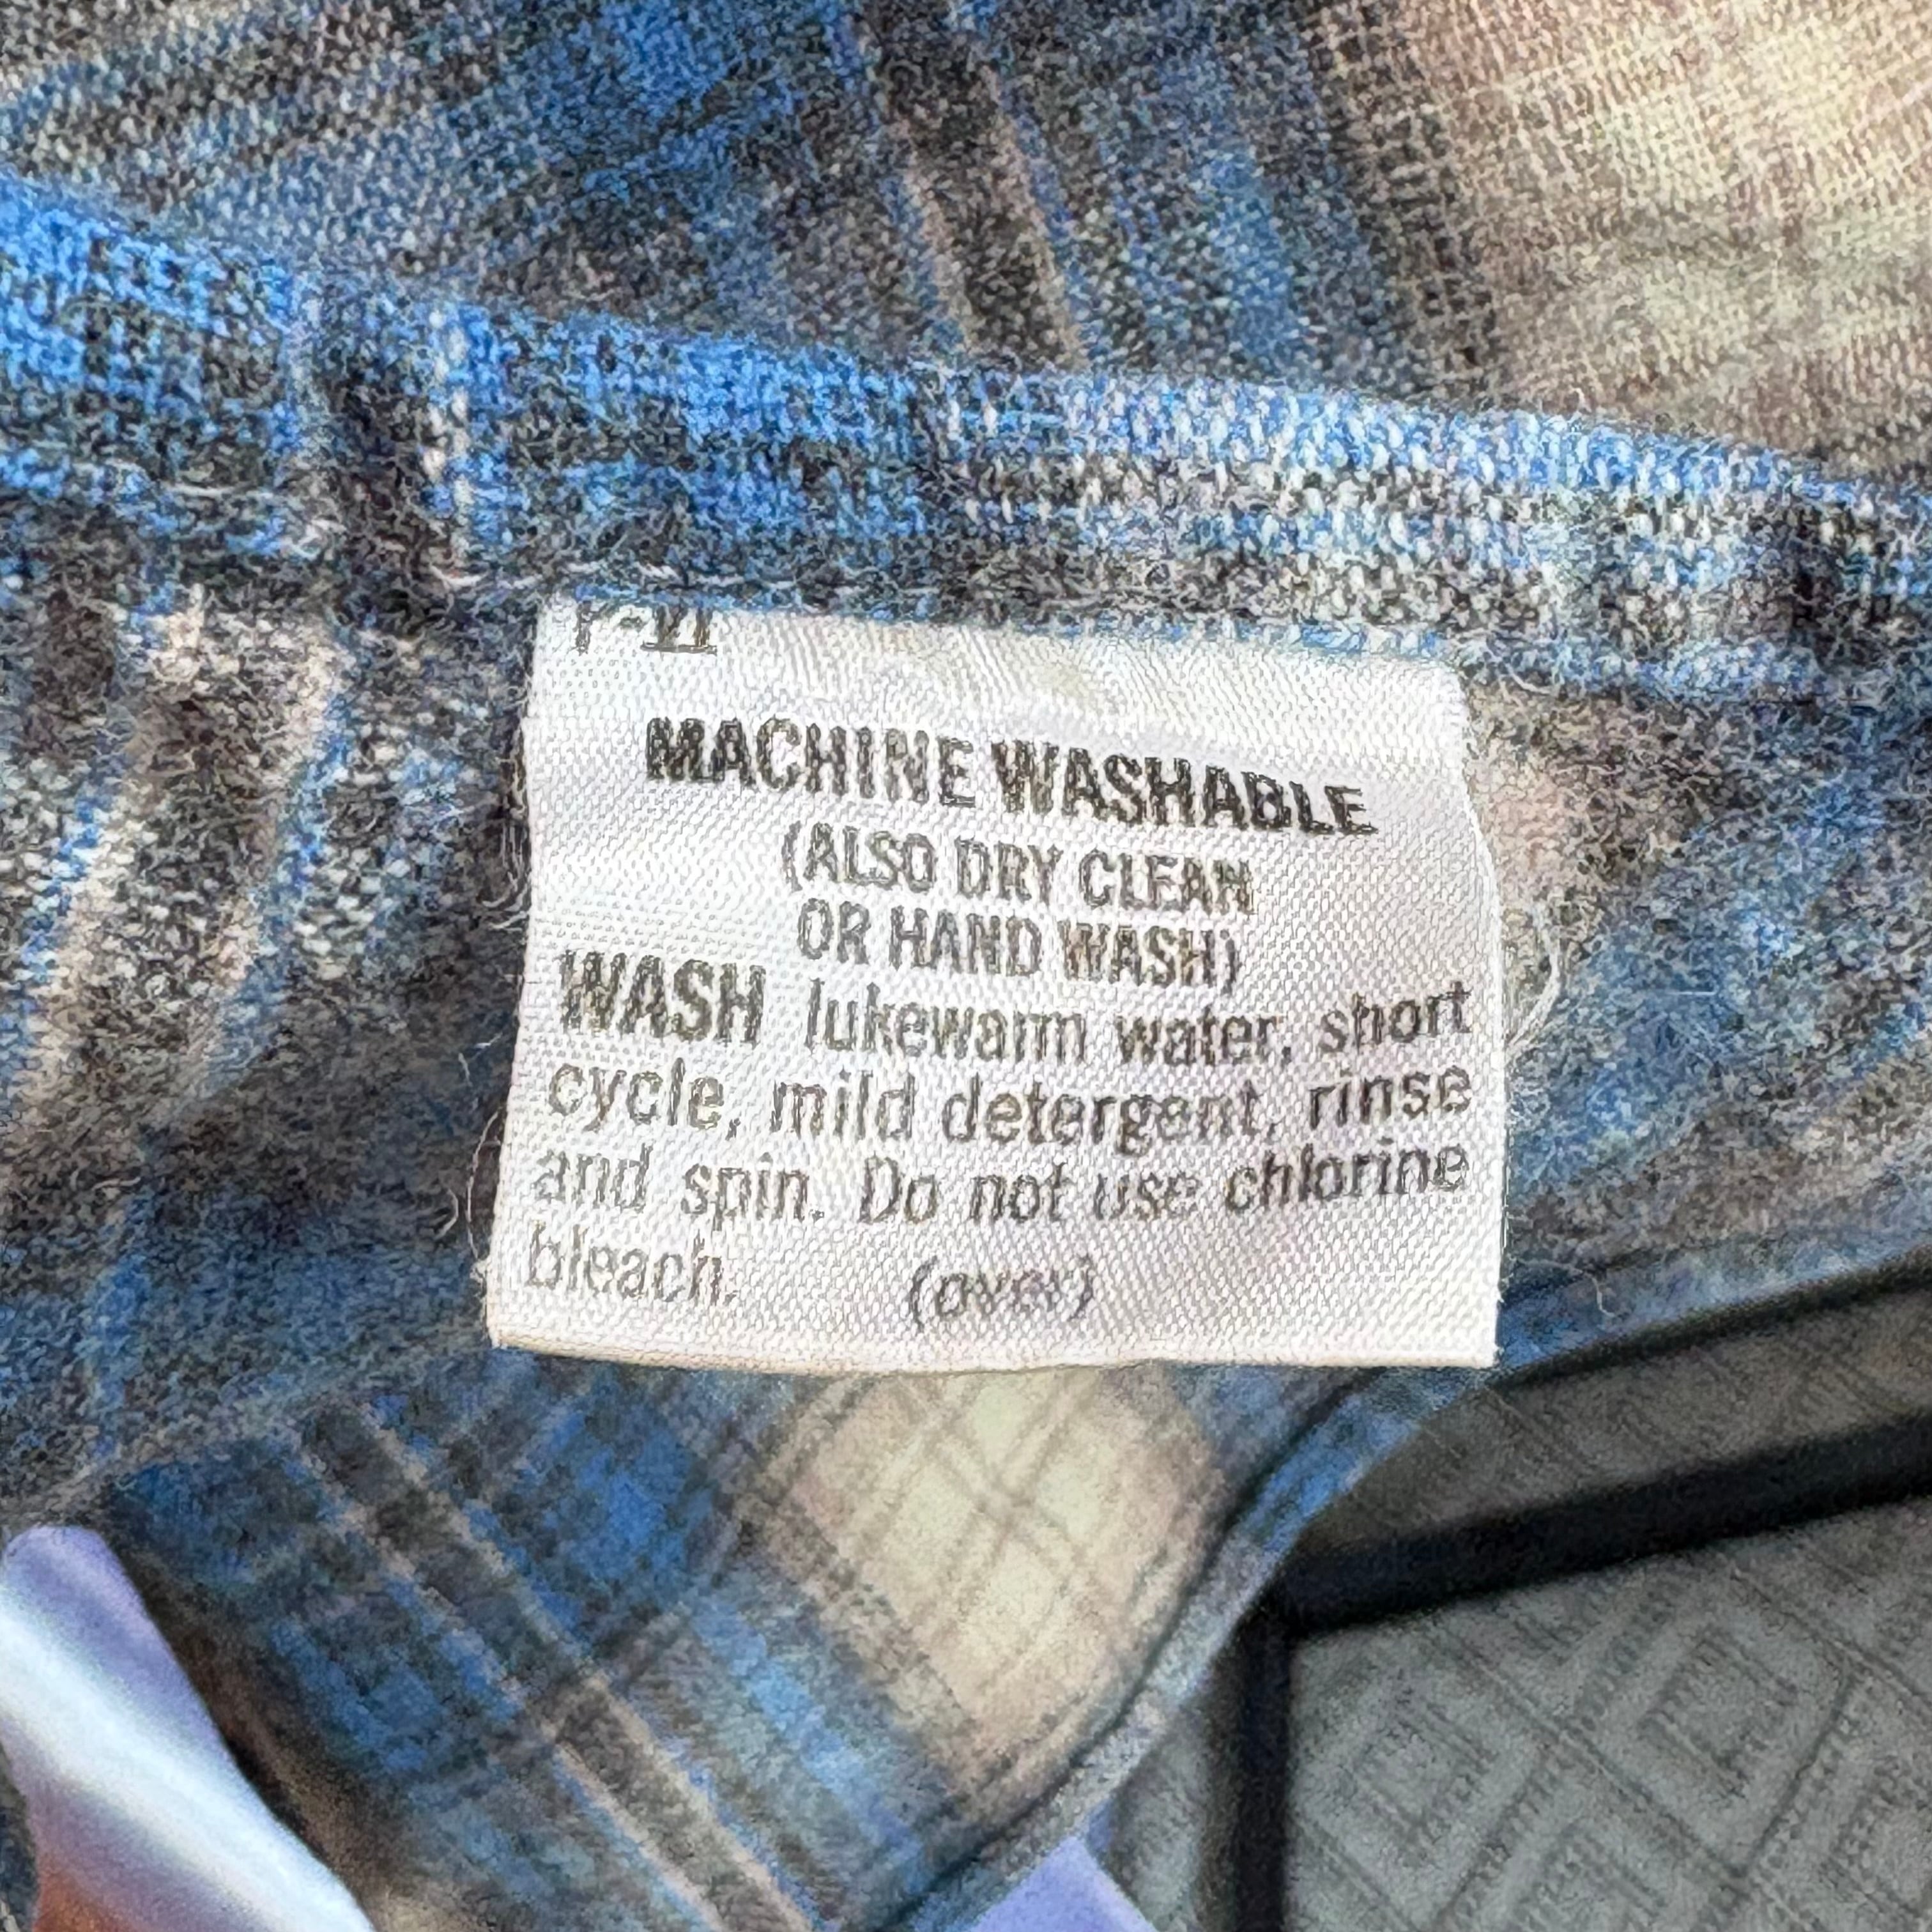 MACHINE WASHABLE
(ALSO DRY CLEAN
OR HAND WASH)
WASH lukewarm water, short
cycle, mild detergent, rinse
and spin. Do not use chlorine
bleach. (over)